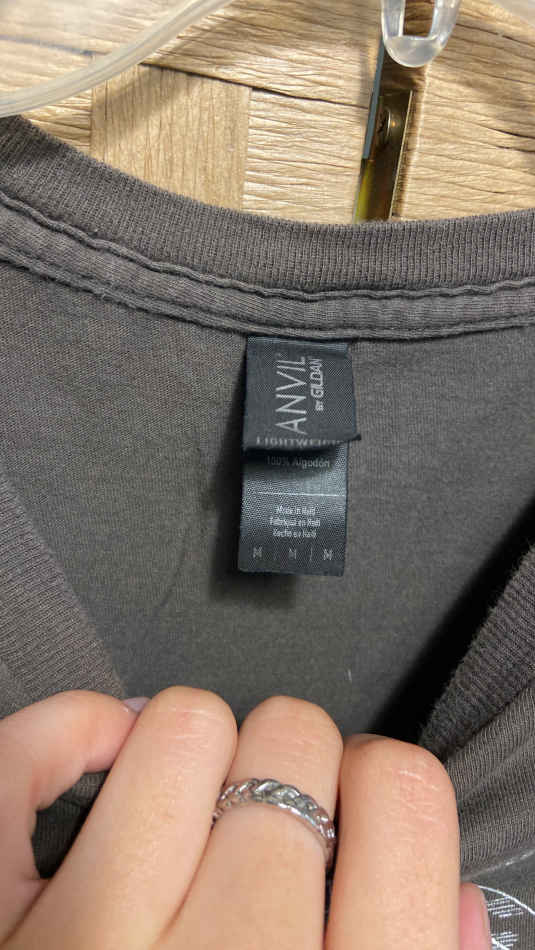 ANVIL
BY GILDAN
LIGHTWEIGHT
100% Algodón
Made in Haiti
Fabriqué en Haïti
Hecho en Haití
M | M | M